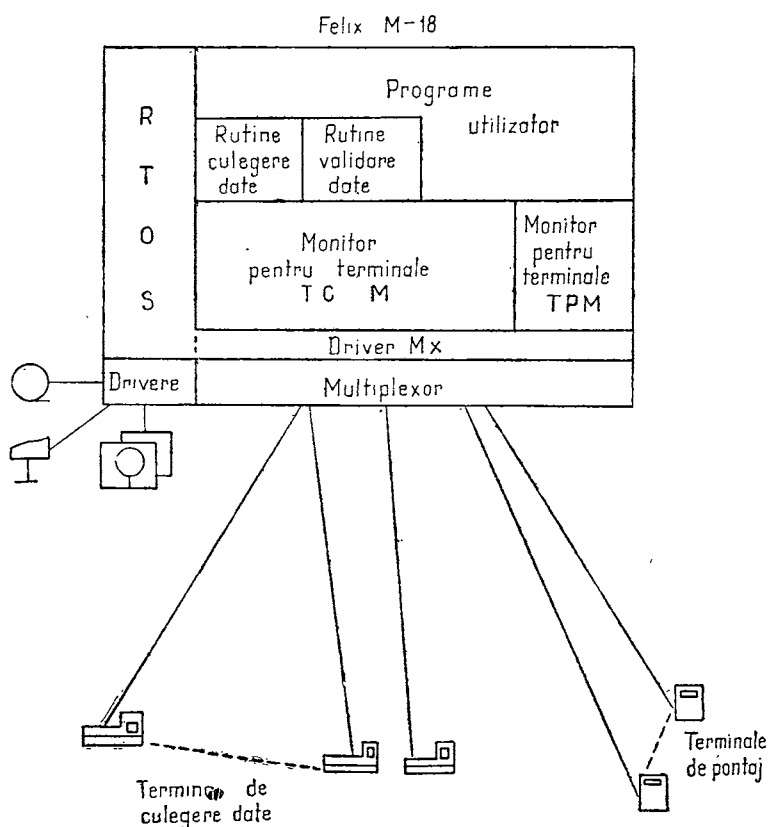 Felix M-18
R
T
O
S
Programe
utilizator
Rutine
culegere
date
Rutine
validare
date
Monitor
pentru terminale
T C M
Monitor
pentru
terminale
TPM
Driver Mx
Drivere
Multiplexor
Terminale de
culegere date
Terminale
de pontaj